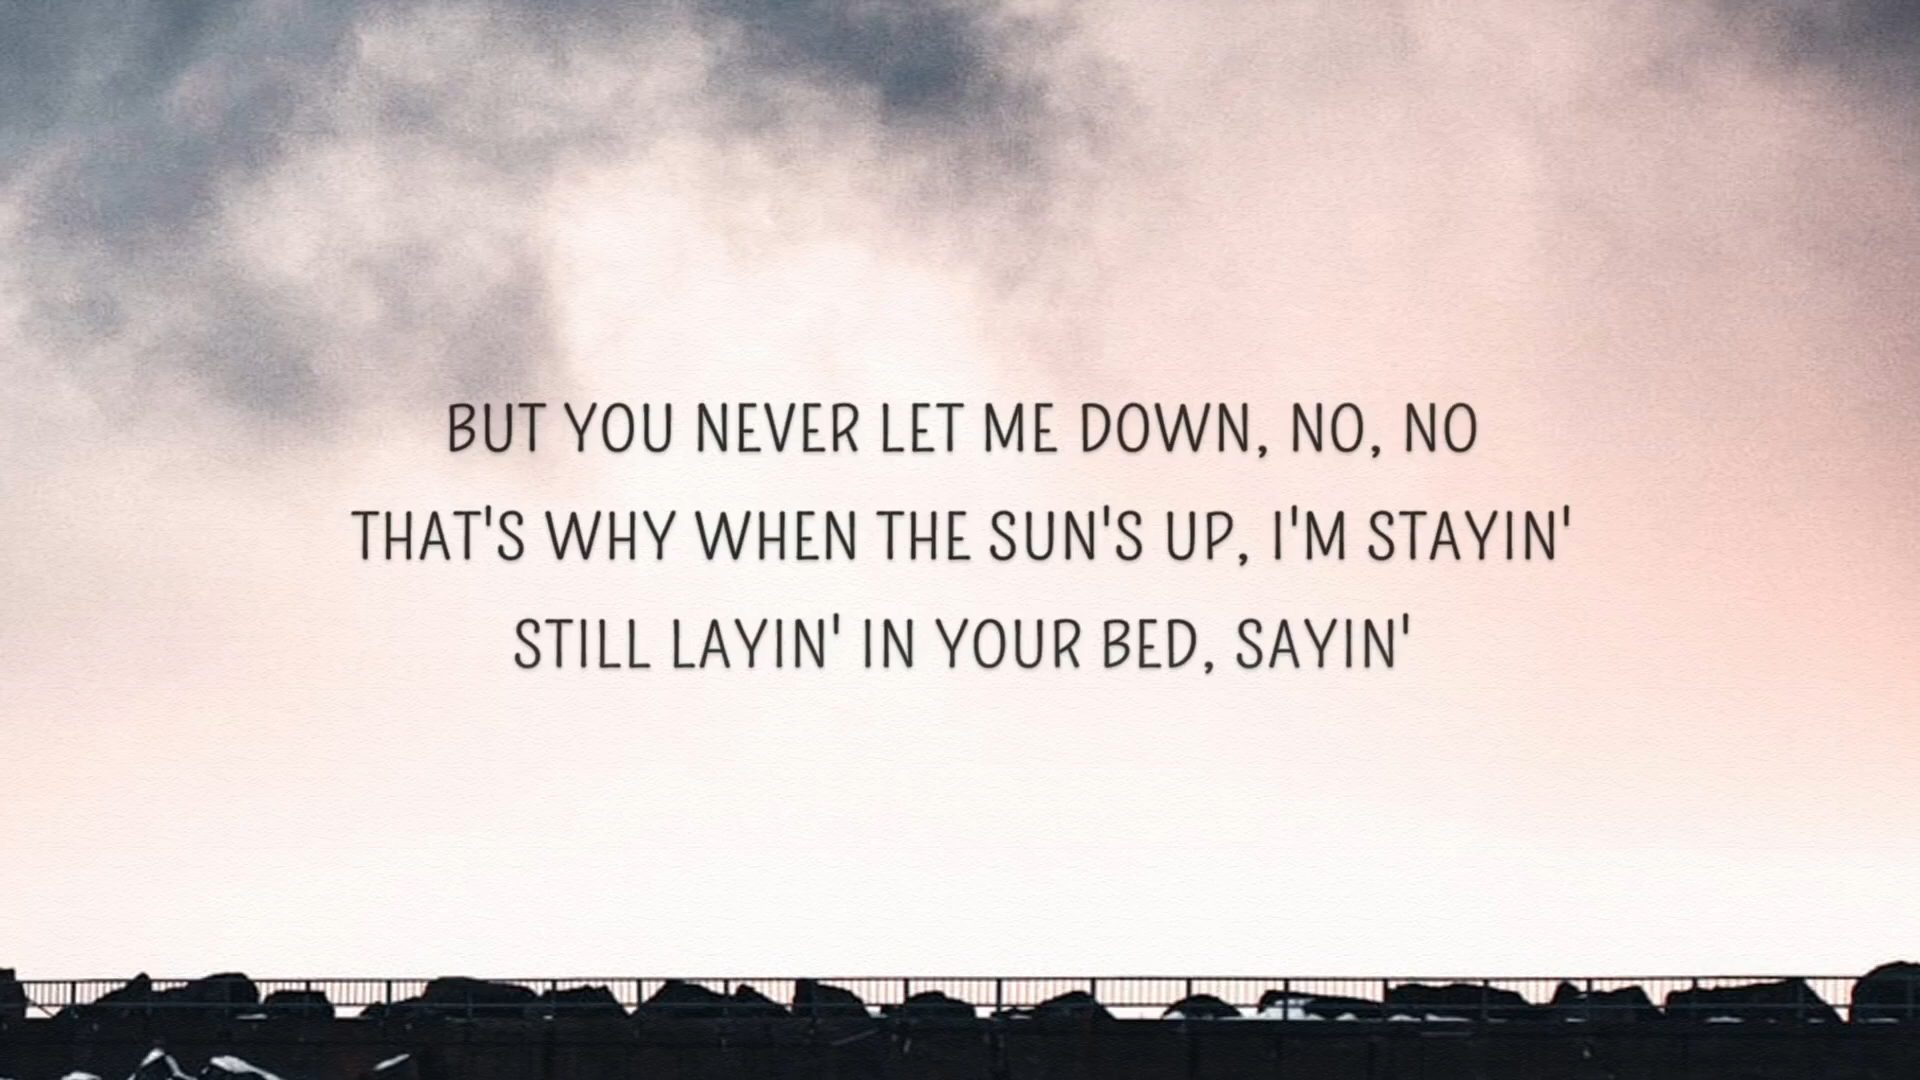 BUT YOU NEVER LET ME DOWN, NO, NO
THAT'S WHY WHEN THE SUN'S UP, I'M STAYIN'
STILL LAYIN' IN YOUR BED, SAYIN'